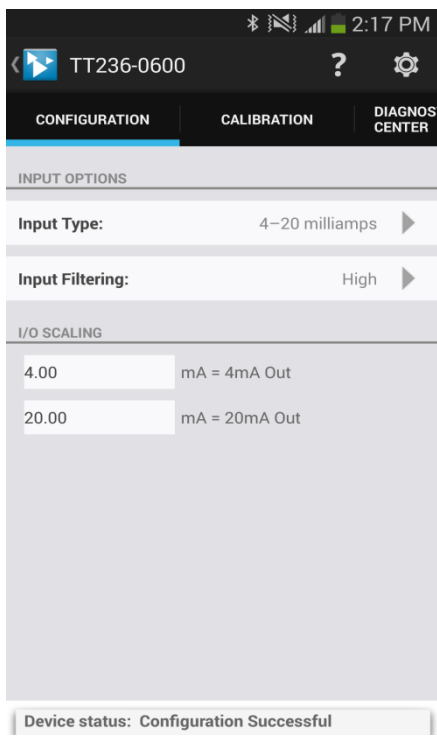 2:17 PM
TT236-0600 ?
CONFIGURATION CALIBRATION DIAGNOS
CENTER
INPUT OPTIONS
Input Type: 4–20 milliamps
Input Filtering: High
I/O SCALING
4.00 mA = 4mA Out
20.00 mA = 20mA Out
Device status: Configuration Successful